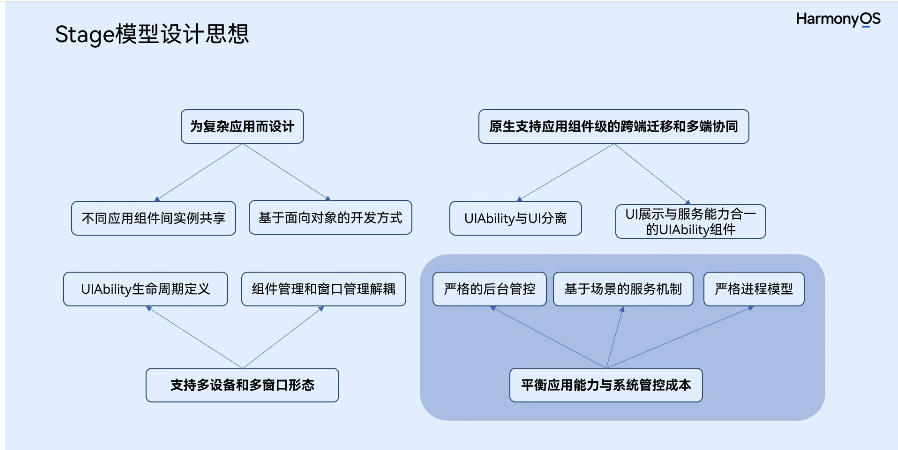 HarmonyOS
Stage模型设计思想
为复杂应用而设计
原生支持应用组件级的跨端迁移和多端协同
不同应用组件间实例共享
基于面向对象的开发方式
UIAbility与UI分离
UI展示与服务能力合一
的UIAbility组件
UIAbility生命周期定义
组件管理和窗口管理解耦
严格的后台管控
基于场景的服务机制
严格进程模型
支持多设备和多窗口形态
平衡应用能力与系统管控成本